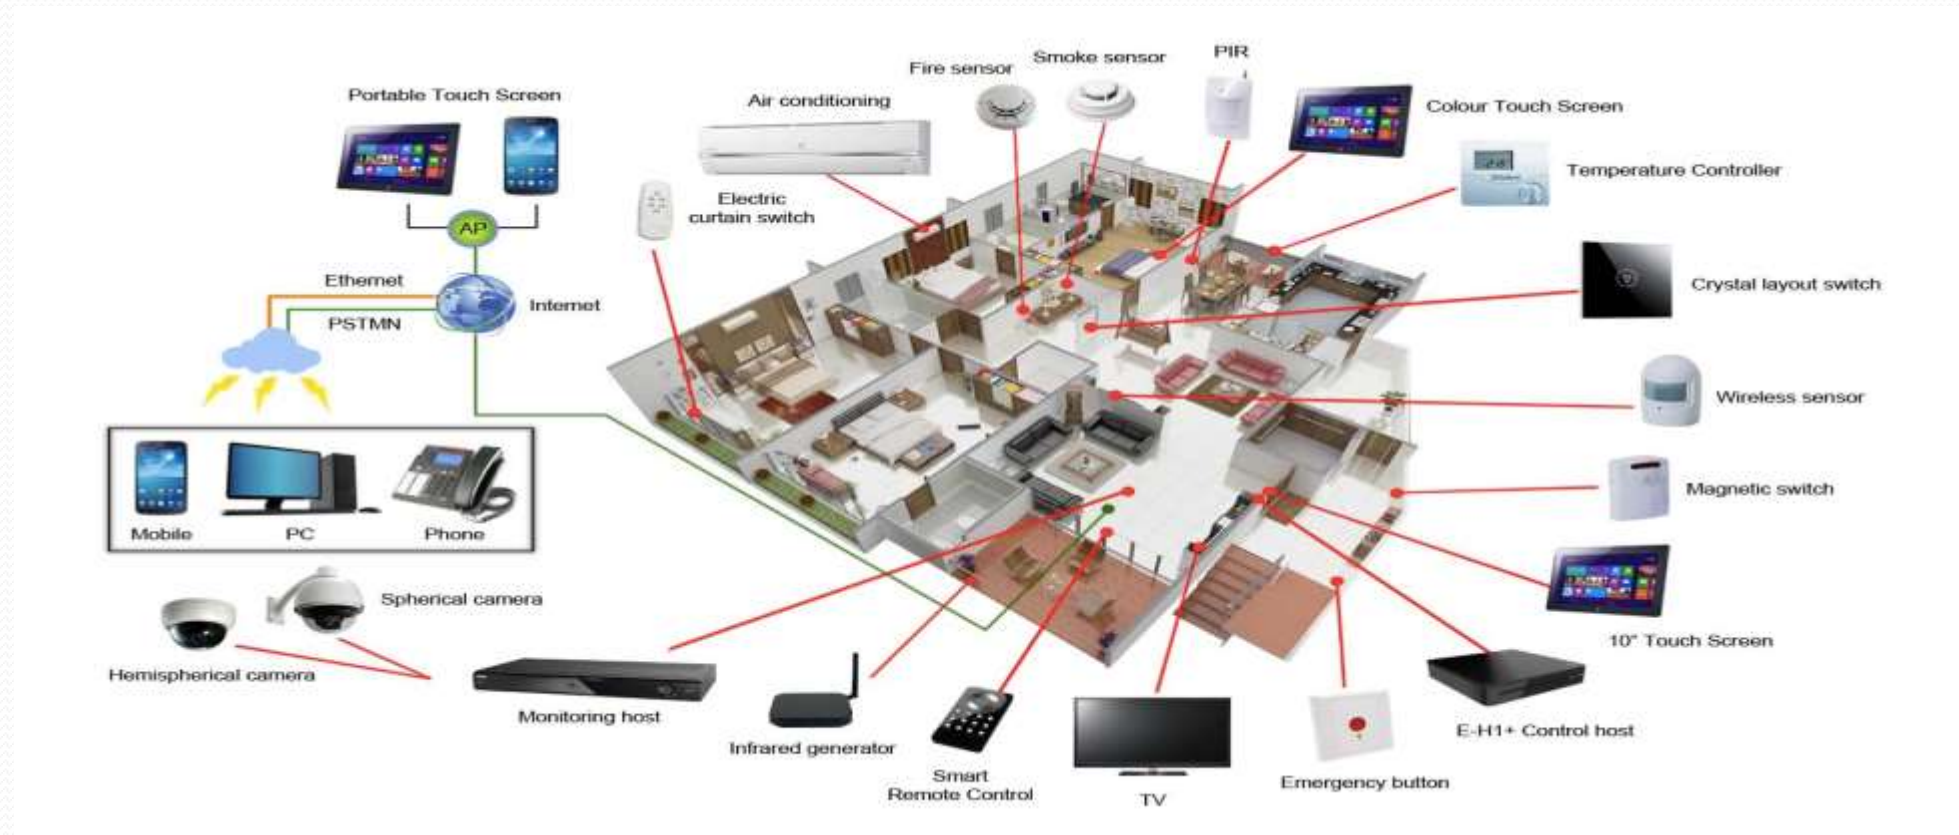 Portable Touch Screen
Air conditioning
Fire sensor
Smoke sensor
PIR
Colour Touch Screen
Temperature Controller
Electric
curtain switch
AP
Ethernet
Internet
PSTMN
Crystal layout switch
Wireless sensor
Magnetic switch
Mobile
PC
Phone
Spherical camera
Hemispherical camera
Monitoring host
Infrared generator
Smart
Remote Control
TV
Emergency button
E-H1+ Control host
10" Touch Screen